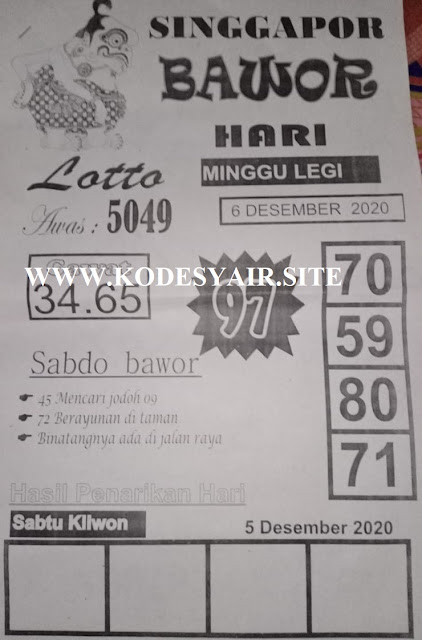 SINGGAPOR
BAWOR
HARI
Lotto
MINGGU LEGI
Awas : 5049
6 DESEMBER 2020
WWW.KODESYAIR.SITE
34.65
97
70
59
80
71
Sabdo bawor
45 Mencari jodoh 09
72 Berayunan di taman
Binatangnya ada di jalan raya
Hasil Penarikan Hari
Sabtu Kliwon
5 Desember 2020